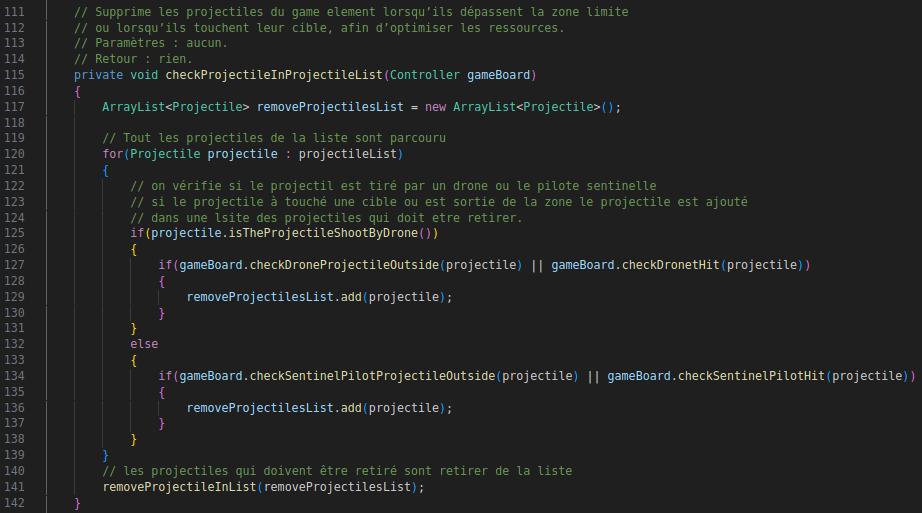 111 // Supprime les projectiles du game element lorsqu’ils dépassent la zone limite
112 // ou lorsqu’ils touchent leur cible, afin d’optimiser les ressources.
113 // Paramètres : aucun.
114 // Retour : rien.
115 private void checkProjectileInProjectileList(Controller gameBoard)
116 {
117 ArrayList<Projectile> removeProjectilesList = new ArrayList<Projectile>();
118
119 // Tout les projectiles de la liste sont parcouru
120 for(Projectile projectile : projectileList)
121 {
122 // on vérifie si le projectil est tiré par un drone ou le pilote sentinelle
123 // si le projectile à touché une cible ou est sortie de la zone le projectile est ajouté
124 // dans une lsite des projectiles qui doit etre retirer.
125 if(projectile.isTheProjectileShootByDrone())
126 {
127 if(gameBoard.checkDroneProjectileOutside(projectile) || gameBoard.checkDronetHit(projectile))
128 {
129 removeProjectilesList.add(projectile);
130 }
131 }
132 else
133 {
134 if(gameBoard.checkSentinelPilotProjectileOutside(projectile) || gameBoard.checkSentinelPilotHit(projectile))
135 {
136 removeProjectilesList.add(projectile);
137 }
138 }
139 }
140 // les projectiles qui doivent être retiré sont retirer de la liste
141 removeProjectileInList(removeProjectilesList);
142 }